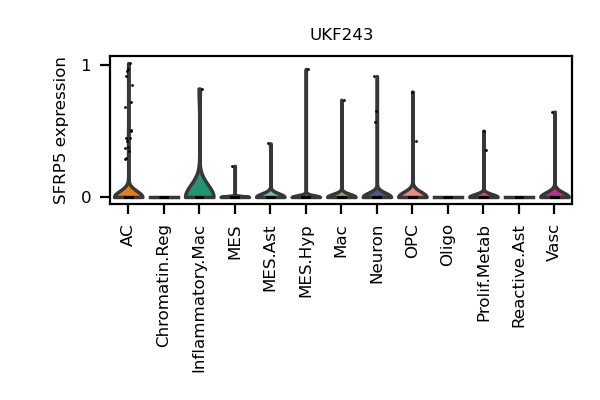 UKF243
SFRP5 expression
1
0
AC
Chromatin.Reg
Inflammatory.Mac
MES
MES.Ast
MES.Hyp
Mac
Neuron
OPC
Oligo
Prolif.Metab
Reactive.Ast
Vasc